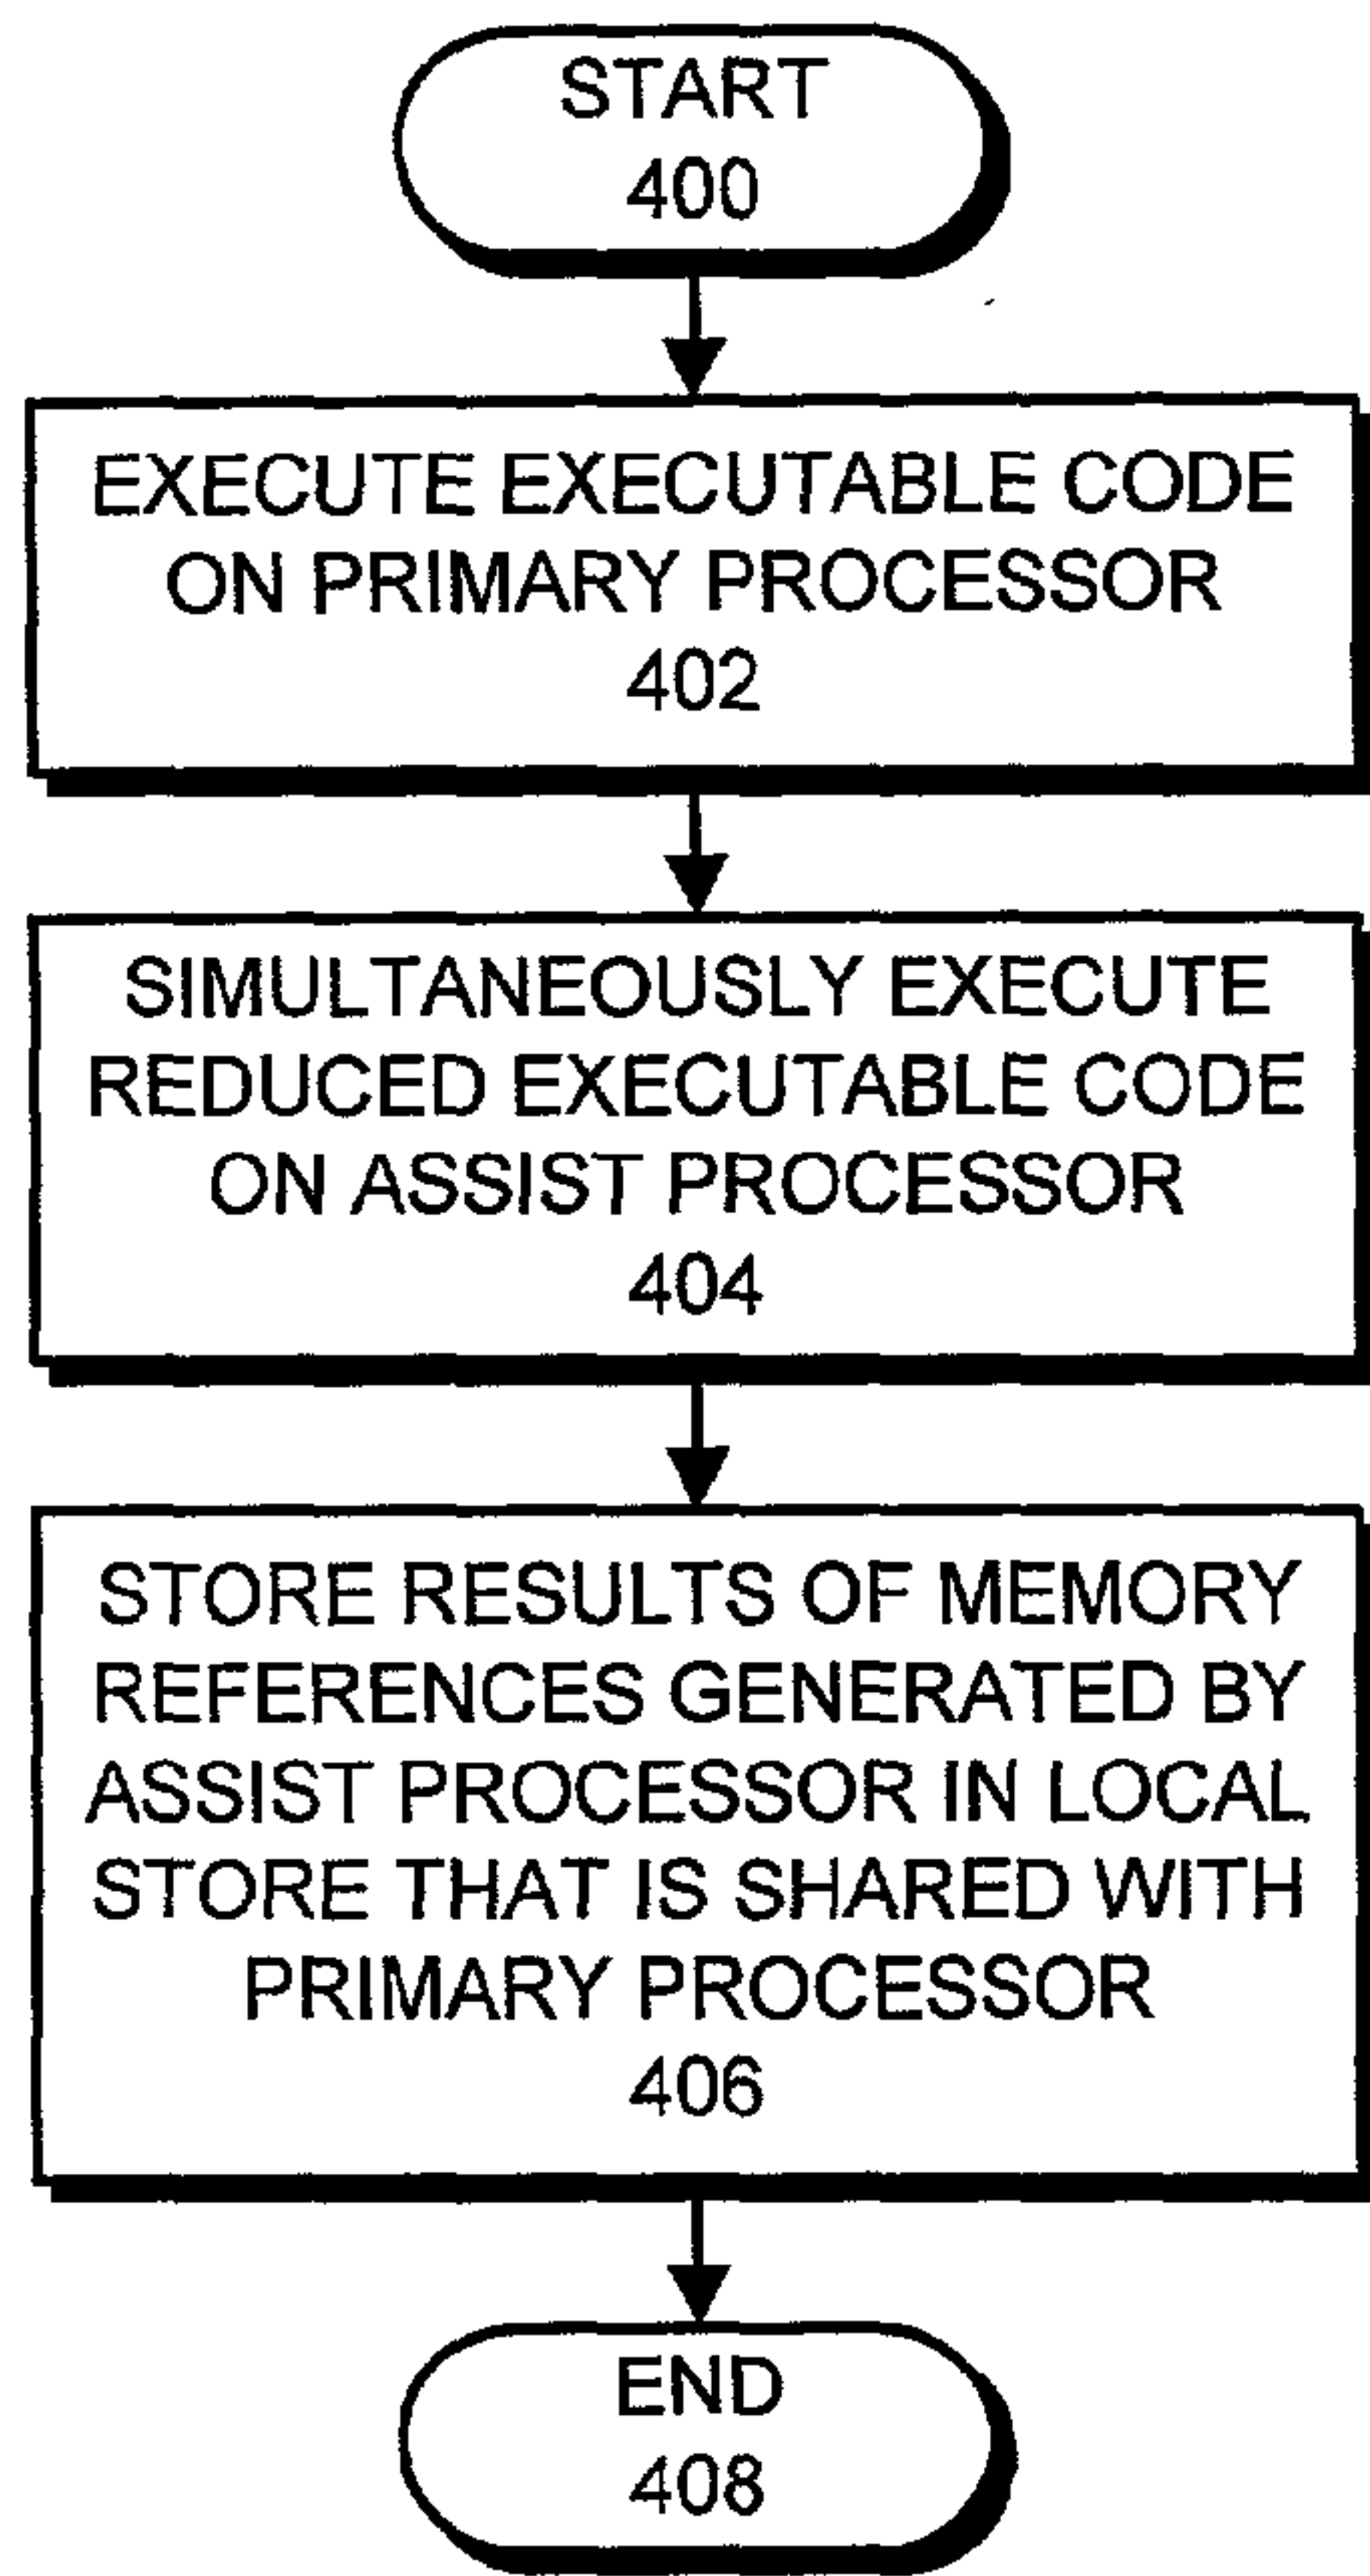 START
400
EXECUTE EXECUTABLE CODE
ON PRIMARY PROCESSOR
402
SIMULTANEOUSLY EXECUTE
REDUCED EXECUTABLE CODE
ON ASSIST PROCESSOR
404
STORE RESULTS OF MEMORY
REFERENCES GENERATED BY
ASSIST PROCESSOR IN LOCAL
STORE THAT IS SHARED WITH
PRIMARY PROCESSOR
406
END
408